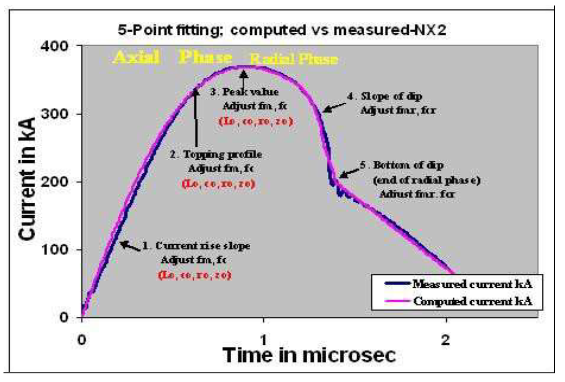 5-Point fitting: computed vs measured-NX2
Axial Phase Radial Phase
400
300
200
100
0
Current in kA
3. Peak value
Adjust fm, fc
(Lo, co, ro, zo)
4. Slope of dip
Adjust fmr, fcr
2. Topping profile
Adjust fm, fc
(Lo, co, ro, zo)
5. Bottom of dip
(end of radial phase)
Adjust fmr. fcr
1. Current rise slope
Adjust fm, fc
(Lo, co, ro, zo)
Measured current kA
Computed current kA
0 1 2
Time in microsec